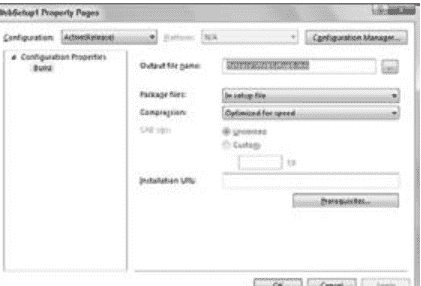 WebSetup1 Property Pages
Configuration: Active(Release) Platform: N/A Configuration Manager...
Configuration Properties
Build
Output file name:
...
Package files: In setup file
Compression: Optimized for speed
CAB size: Unlimited
Custom
Installation URL:
Prerequisites...
OK Cancel Apply